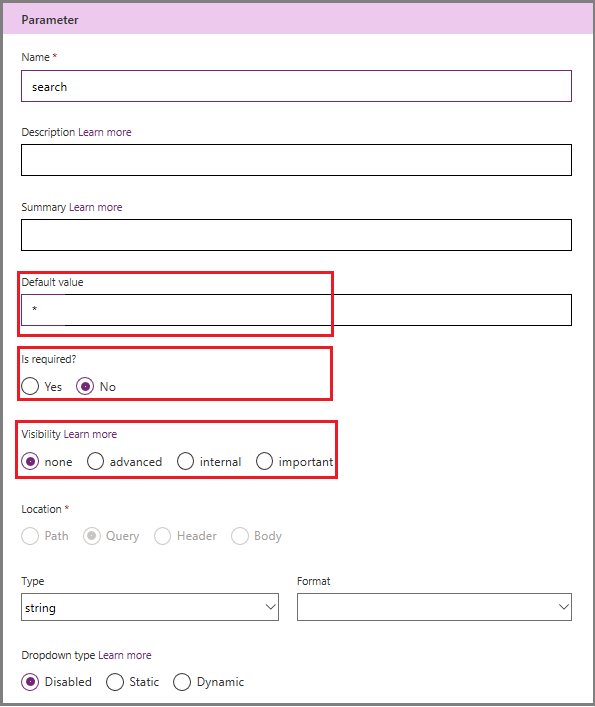 Parameter
Name *
search
Description Learn more
Summary Learn more
Default value
*
Is required?
Yes No
Visibility Learn more
none advanced internal important
Location *
Path Query Header Body
Type Format
string
Dropdown type Learn more
Disabled Static Dynamic